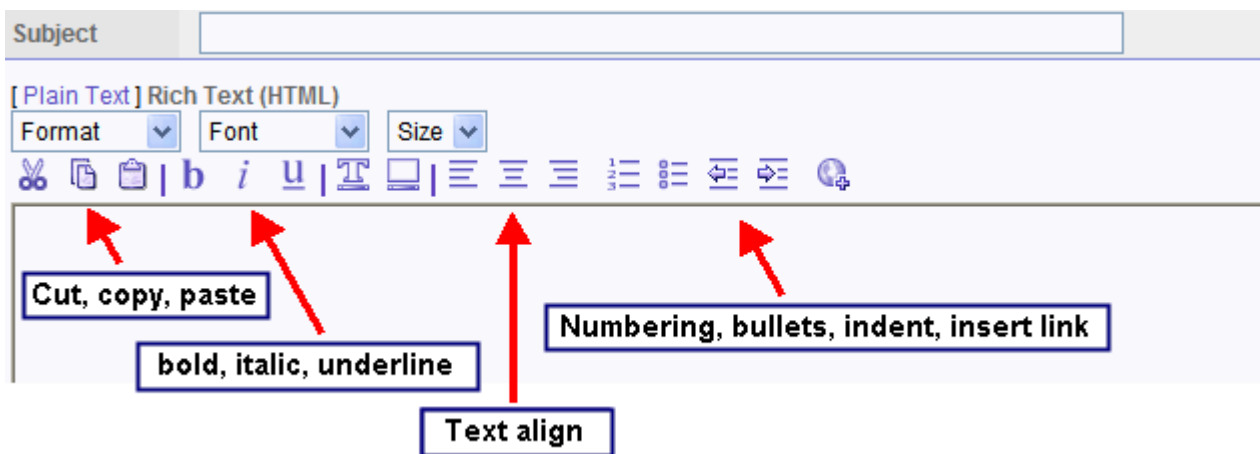 Subject
[ Plain Text ] Rich Text (HTML)
Format Font Size
b i u T
Cut, copy, paste
Numbering, bullets, indent, insert link
bold, italic, underline
Text align